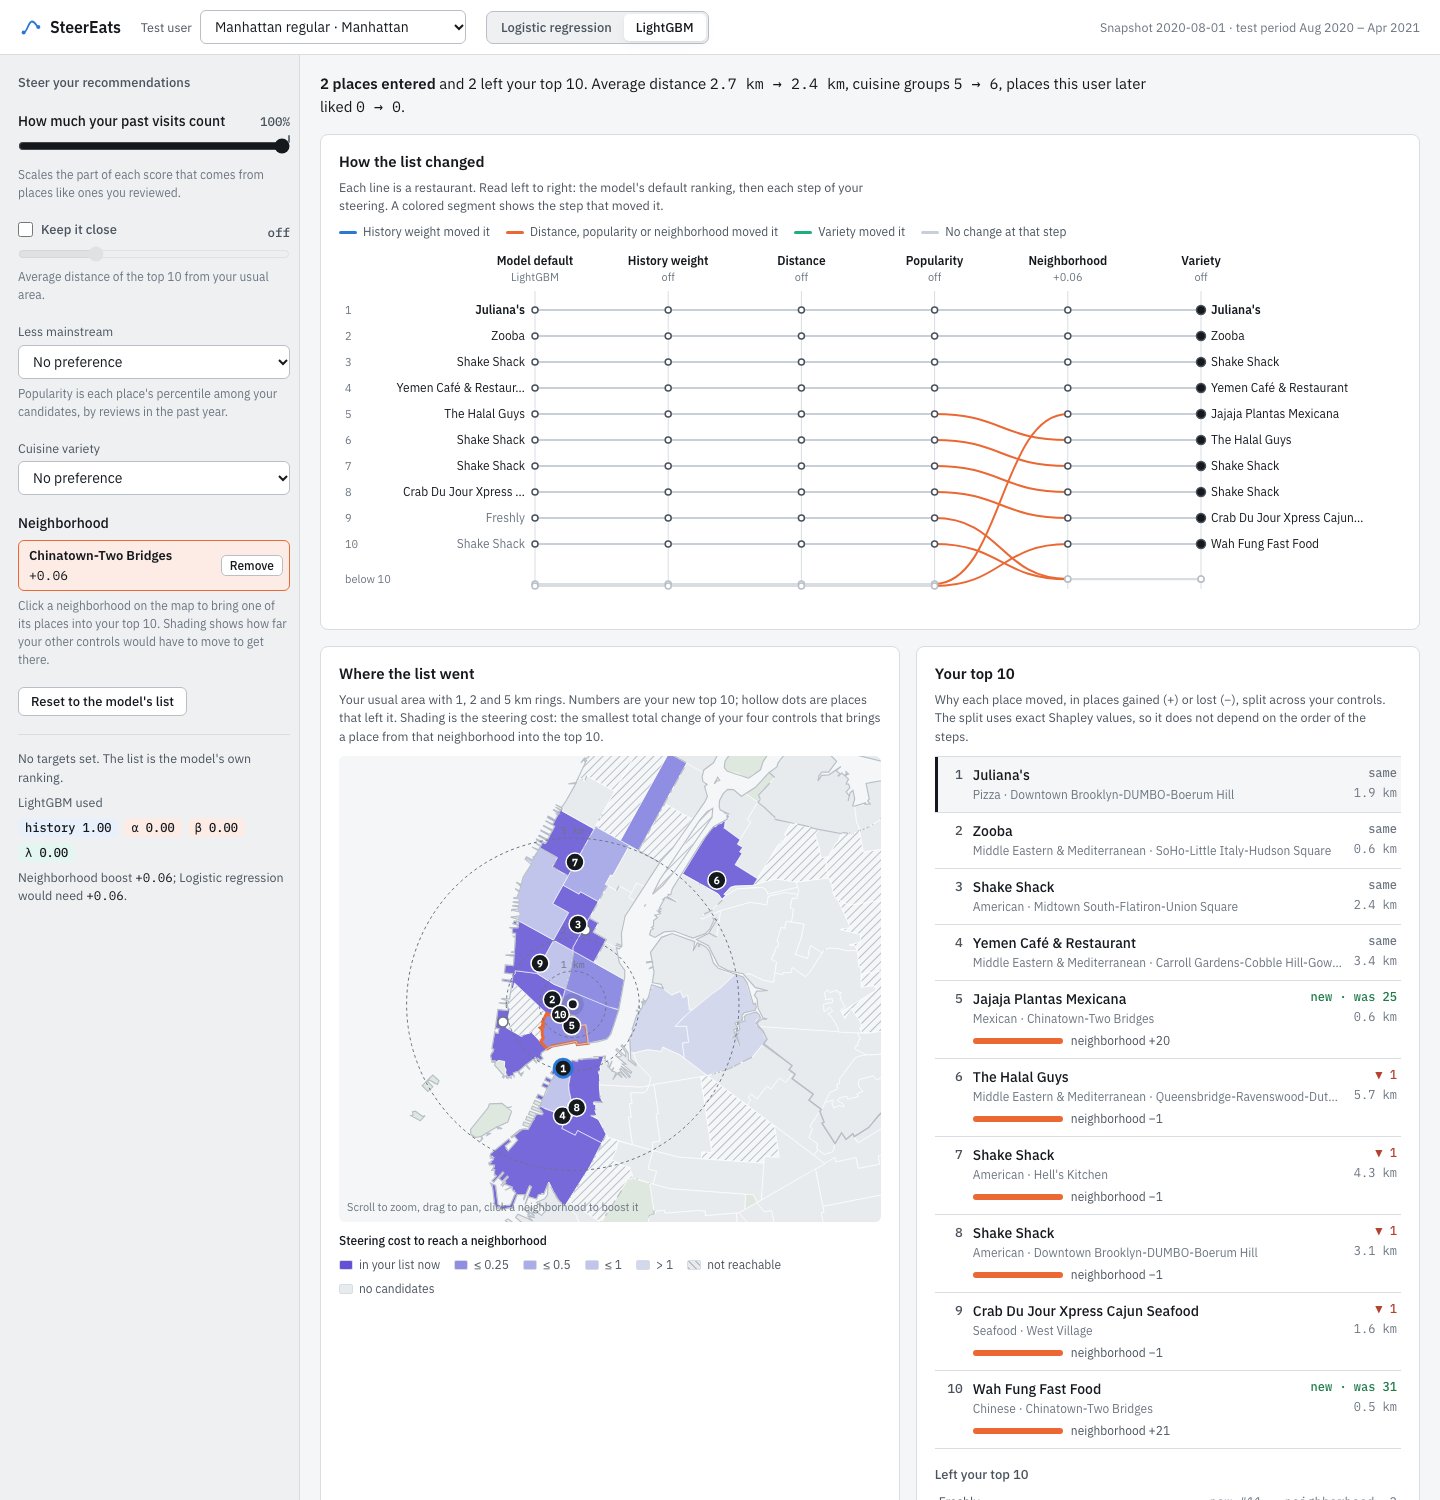 SteerEats
Test user
Manhattan regular · Manhattan
Logistic regression
LightGBM
Snapshot 2020-08-01 · test period Aug 2020 – Apr 2021
Steer your recommendations
How much your past visits count
100%
Scales the part of each score that comes from
places like ones you reviewed.
Keep it close
off
Average distance of the top 10 from your usual
area.
Less mainstream
No preference
Popularity is each place's percentile among your
candidates, by reviews in the past year.
Cuisine variety
No preference
Neighborhood
Chinatown-Two Bridges
+0.06
Remove
Click a neighborhood on the map to bring one of
its places into your top 10. Shading shows how far
your other controls would have to move to get
there.
Reset to the model's list
No targets set. The list is the model's own
ranking.
LightGBM used
history 1.00 α 0.00 β 0.00
λ 0.00
Neighborhood boost +0.06; Logistic regression
would need +0.06.
2 places entered and 2 left your top 10. Average distance 2.7 km → 2.4 km, cuisine groups 5 → 6, places this user later
liked 0 → 0.
How the list changed
Each line is a restaurant. Read left to right: the model's default ranking, then each step of your
steering. A colored segment shows the step that moved it.
History weight moved it
Distance, popularity or neighborhood moved it
Variety moved it
No change at that step
Model default History weight Distance Popularity Neighborhood Variety
LightGBM off off off +0.06 off
1 Juliana's Juliana's
2 Zooba Zooba
3 Shake Shack Shake Shack
4 Yemen Café & Restaur... Yemen Café & Restaurant
5 The Halal Guys Jajaja Plantas Mexicana
6 Shake Shack The Halal Guys
7 Shake Shack Shake Shack
8 Crab Du Jour Xpress ... Shake Shack
9 Freshly Crab Du Jour Xpress Cajun...
10 Shake Shack Wah Fung Fast Food
below 10
Where the list went
Your usual area with 1, 2 and 5 km rings. Numbers are your new top 10; hollow dots are places
that left it. Shading is the steering cost: the smallest total change of your four controls that brings
a place from that neighborhood into the top 10.
7
6
3
9
1 km
2
10
5
1
8
4
Scroll to zoom, drag to pan, click a neighborhood to boost it
Steering cost to reach a neighborhood
in your list now ≤ 0.25 ≤ 0.5 ≤ 1 > 1 not reachable
no candidates
Your top 10
Why each place moved, in places gained (+) or lost (−), split across your controls.
The split uses exact Shapley values, so it does not depend on the order of the
steps.
1 Juliana's same
Pizza · Downtown Brooklyn-DUMBO-Boerum Hill 1.9 km
2 Zooba same
Middle Eastern & Mediterranean · SoHo-Little Italy-Hudson Square 0.6 km
3 Shake Shack same
American · Midtown South-Flatiron-Union Square 2.4 km
4 Yemen Café & Restaurant same
Middle Eastern & Mediterranean · Carroll Gardens-Cobble Hill-Gow... 3.4 km
5 Jajaja Plantas Mexicana new · was 25
Mexican · Chinatown-Two Bridges 0.6 km
neighborhood +20
6 The Halal Guys ▼ 1
Middle Eastern & Mediterranean · Queensbridge-Ravenswood-Dut... 5.7 km
neighborhood −1
7 Shake Shack ▼ 1
American · Hell's Kitchen 4.3 km
neighborhood −1
8 Shake Shack ▼ 1
American · Downtown Brooklyn-DUMBO-Boerum Hill 3.1 km
neighborhood −1
9 Crab Du Jour Xpress Cajun Seafood ▼ 1
Seafood · West Village 1.6 km
neighborhood −1
10 Wah Fung Fast Food new · was 31
Chinese · Chinatown-Two Bridges 0.5 km
neighborhood +21
Left your top 10